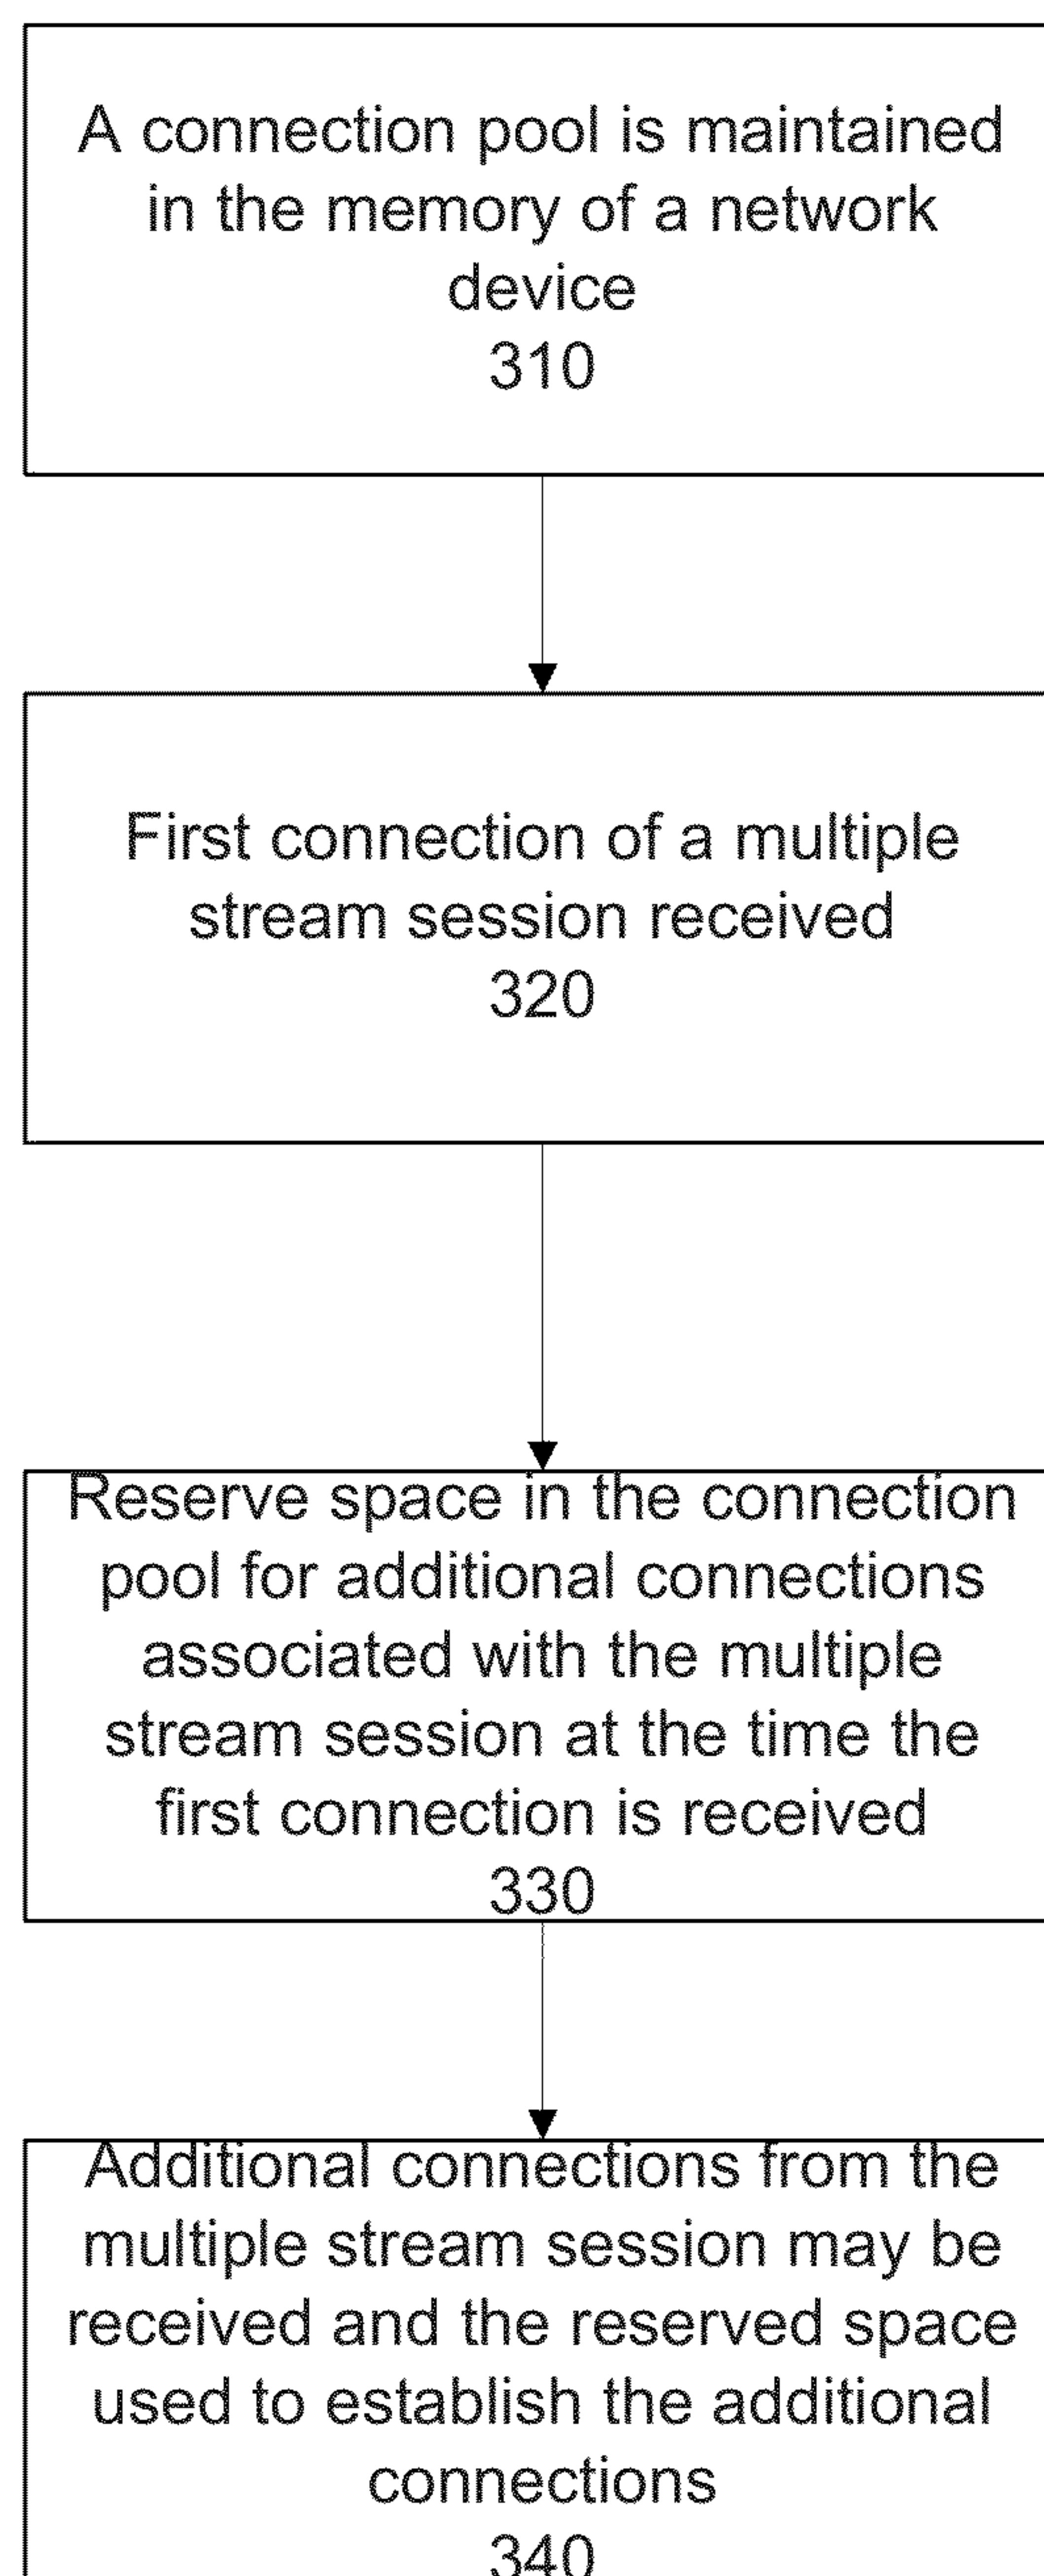 A connection pool is maintained
in the memory of a network
device
310
First connection of a multiple
stream session received
320
Reserve space in the connection
pool for additional connections
associated with the multiple
stream session at the time the
first connection is received
330
Additional connections from the
multiple stream session may be
received and the reserved space
used to establish the additional
connections
340